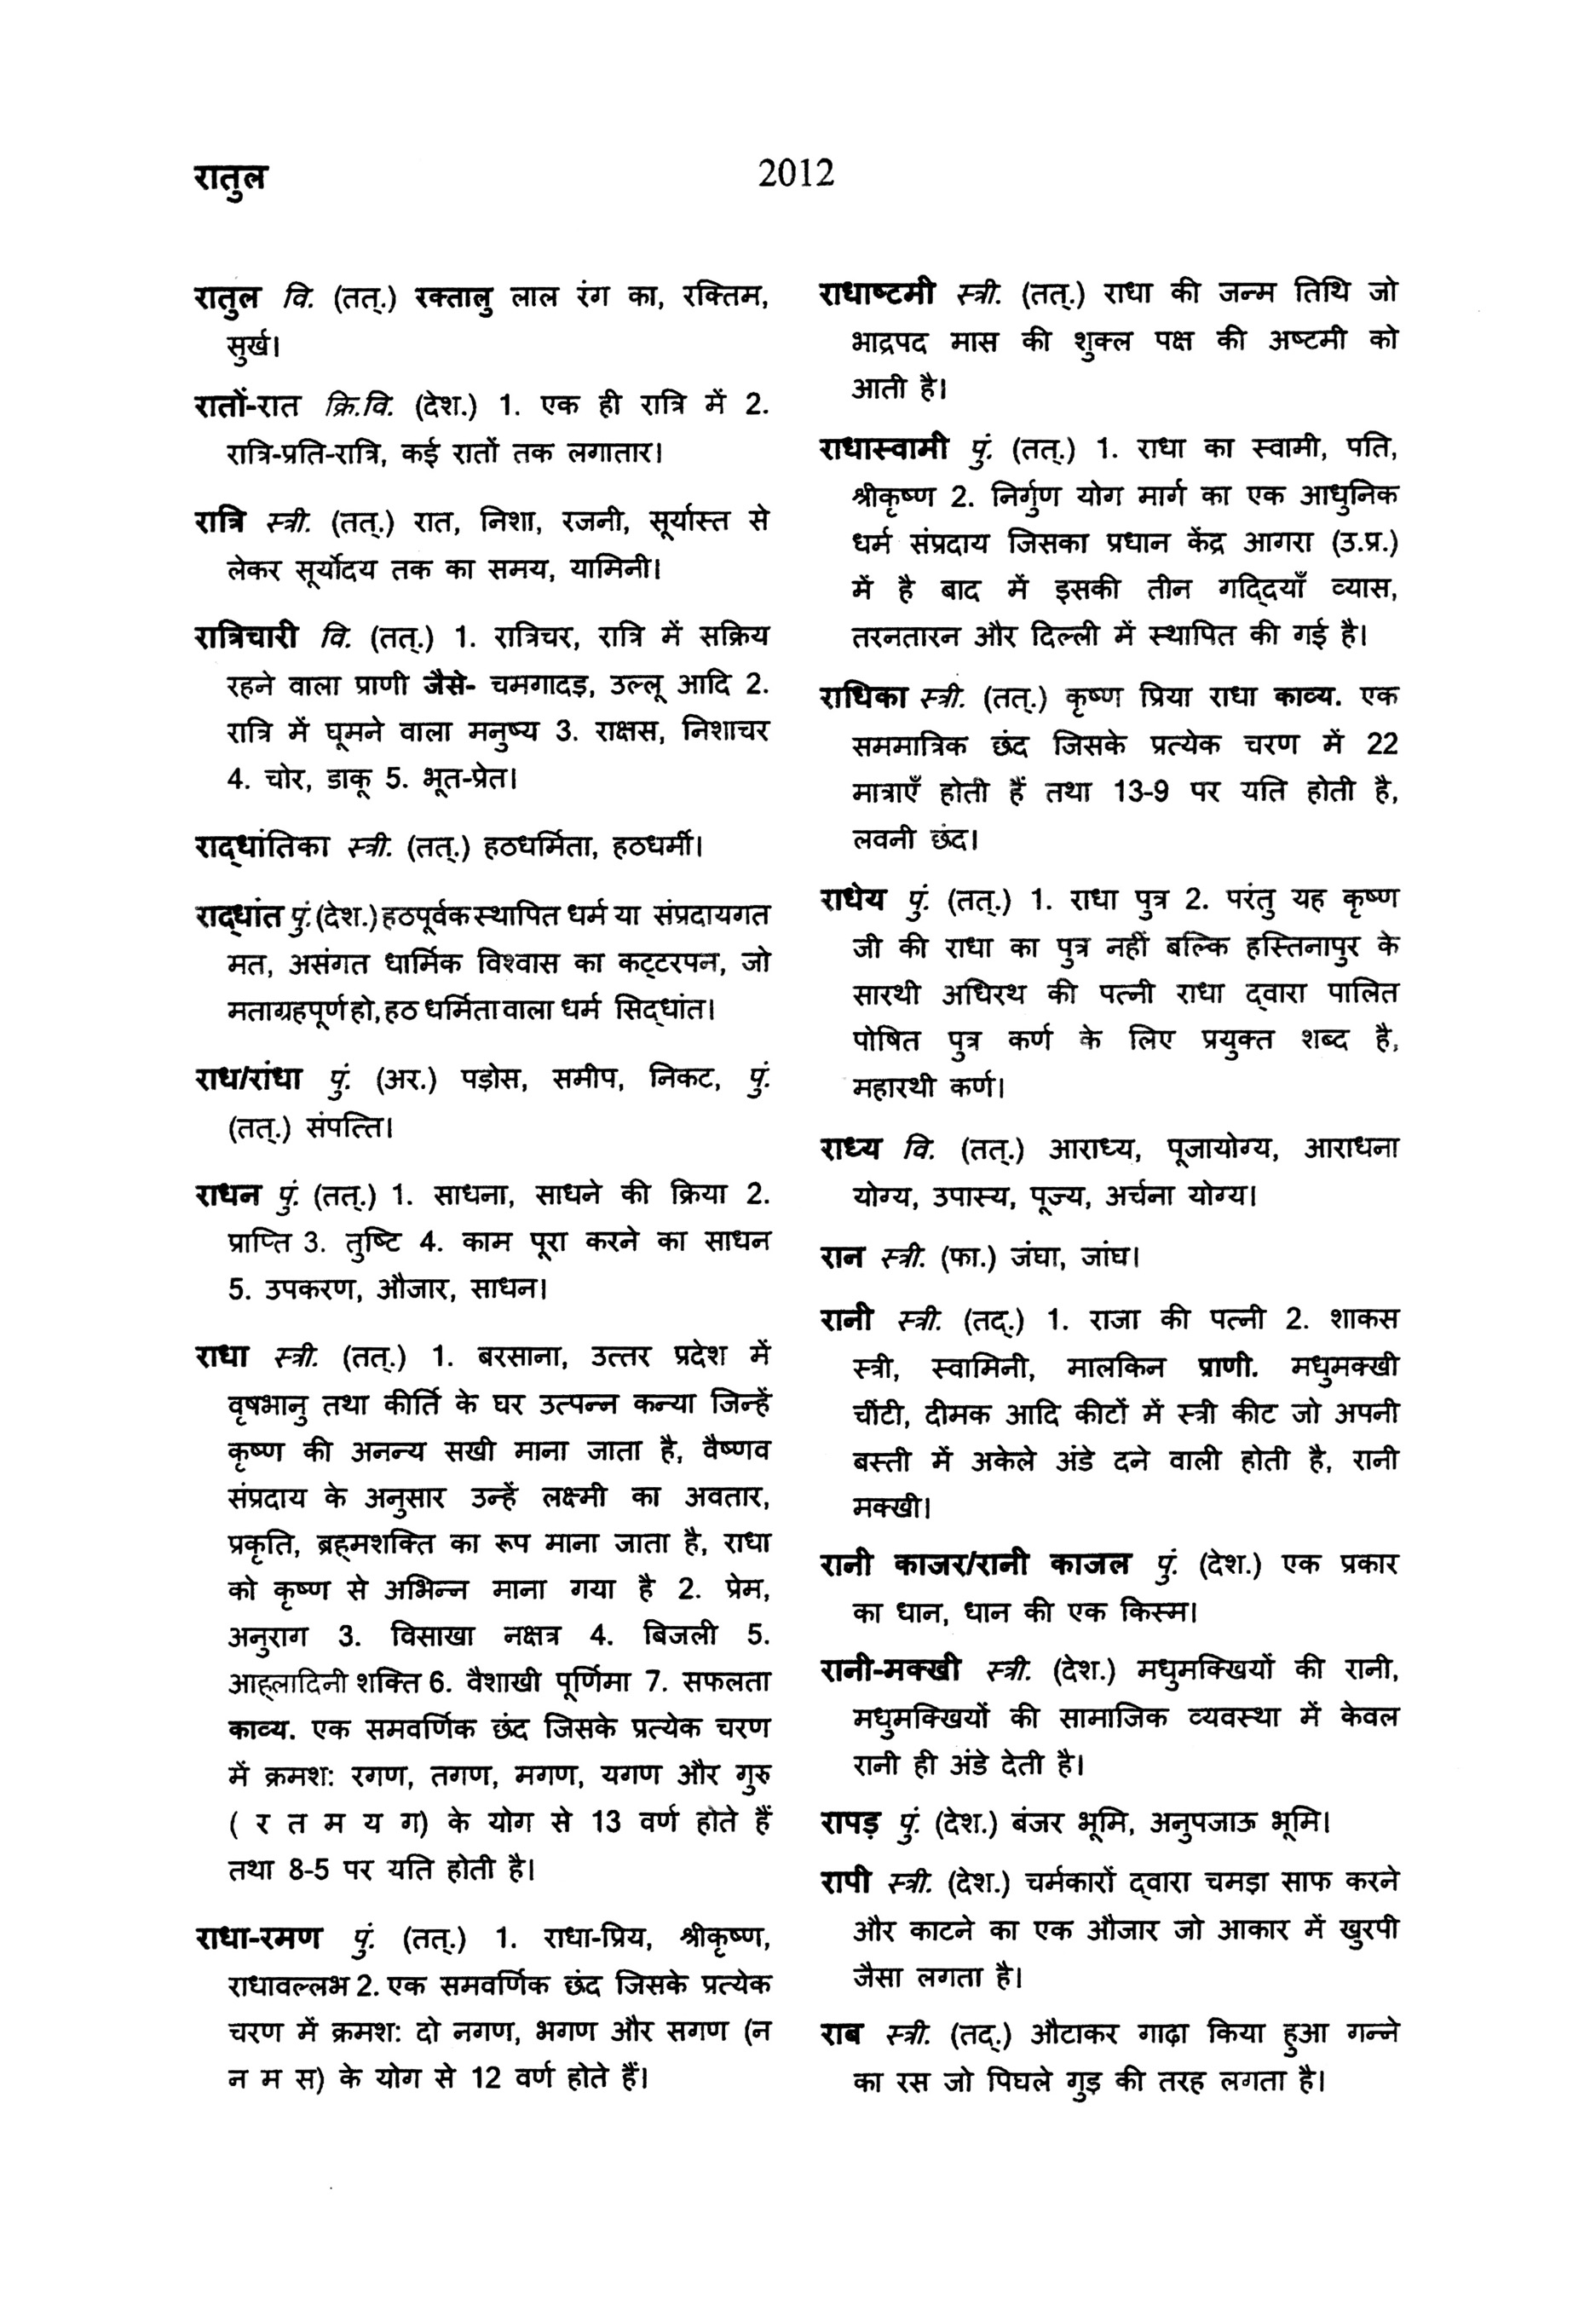 रातुल
2012
रातुल वि. (तत्.) रक्तालु लाल रंग का, रक्तिम,
सुर्ख।
रातों-रात क्रि.वि. (देश.) 1. एक ही रात्रि में 2.
रात्रि-प्रति-रात्रि, कई रातों तक लगातार।
रात्रि स्त्री. (तत्.) रात, निशा, रजनी, सूर्यास्त से
लेकर सूर्योदय तक का समय, यामिनी।
रात्रिचारी वि. (तत्.) 1. रात्रिचर, रात्रि में सक्रिय
रहने वाला प्राणी जैसे- चमगादड़, उल्लू आदि 2.
रात्रि में घूमने वाला मनुष्य 3. राक्षस, निशाचर
4. चोर, डाकू 5. भूत-प्रेत।
राद्धांतिका स्त्री. (तत्.) हठधर्मिता, हठधर्मी।
राद्धांत पुं. (देश.) हठपूर्वक स्थापित धर्म या संप्रदायगत
मत, असंगत धार्मिक विश्वास का कट्टरपन, जो
मताग्रहपूर्ण हो, हठ धर्मिता वाला धर्म सिद्धांत।
राध/रांधा पुं. (अर.) पड़ोस, समीप, निकट, पुं.
(तत्.) संपत्ति।
राधन पुं. (तत्.) 1. साधना, साधने की क्रिया 2.
प्राप्ति 3. तुष्टि 4. काम पूरा करने का साधन
5. उपकरण, औजार, साधन।
राधा स्त्री. (तत्.) 1. बरसाना, उत्तर प्रदेश में
वृषभानु तथा कीर्ति के घर उत्पन्न कन्या जिन्हें
कृष्ण की अनन्य सखी माना जाता है, वैष्णव
संप्रदाय के अनुसार उन्हें लक्ष्मी का अवतार,
प्रकृति, ब्रह्मशक्ति का रूप माना जाता है, राधा
को कृष्ण से अभिन्न माना गया है 2. प्रेम,
अनुराग 3. विसाखा नक्षत्र 4. बिजली 5.
आह्लादिनी शक्ति 6. वैशाखी पूर्णिमा 7. सफलता
काव्य. एक समवर्णिक छंद जिसके प्रत्येक चरण
में क्रमश: रगण, तगण, मगण, यगण और गुरु
( र त म य ग) के योग से 13 वर्ण होते हैं
तथा 8-5 पर यति होती है।
राधा-रमण पुं. (तत्.) 1. राधा-प्रिय, श्रीकृष्ण,
राधावल्लभ 2. एक समवर्णिक छंद जिसके प्रत्येक
चरण में क्रमश: दो नगण, भगण और सगण (न
न म स) के योग से 12 वर्ण होते हैं।
राधाष्टमी स्त्री. (तत्.) राधा की जन्म तिथि जो
भाद्रपद मास की शुक्ल पक्ष की अष्टमी को
आती है।
राधास्वामी पुं. (तत्.) 1. राधा का स्वामी, पति,
श्रीकृष्ण 2. निर्गुण योग मार्ग का एक आधुनिक
धर्म संप्रदाय जिसका प्रधान केंद्र आगरा (उ.प्र.)
में है बाद में इसकी तीन गद्दियाँ व्यास,
तरनतारन और दिल्ली में स्थापित की गई है।
राधिका स्त्री. (तत्.) कृष्ण प्रिया राधा काव्य. एक
सममात्रिक छंद जिसके प्रत्येक चरण में 22
मात्राएँ होती हैं तथा 13-9 पर यति होती है,
लवनी छंद।
राधेय पुं. (तत्.) 1. राधा पुत्र 2. परंतु यह कृष्ण
जी की राधा का पुत्र नहीं बल्कि हस्तिनापुर के
सारथी अधिरथ की पत्नी राधा द्वारा पालित
पोषित पुत्र कर्ण के लिए प्रयुक्त शब्द है,
महारथी कर्ण।
राध्य वि. (तत्.) आराध्य, पूजायोग्य, आराधना
योग्य, उपास्य, पूज्य, अर्चना योग्य।
रान स्त्री. (फा.) जंघा, जांघ।
रानी स्त्री. (तद्.) 1. राजा की पत्नी 2. शाकस
स्त्री, स्वामिनी, मालकिन प्राणी. मधुमक्खी
चींटी, दीमक आदि कीटों में स्त्री कीट जो अपनी
बस्ती में अकेले अंडे दने वाली होती है, रानी
मक्खी।
रानी काजर/रानी काजल पुं. (देश.) एक प्रकार
का धान, धान की एक किस्म।
रानी-मक्खी स्त्री. (देश.) मधुमक्खियों की रानी,
मधुमक्खियों की सामाजिक व्यवस्था में केवल
रानी ही अंडे देती है।
रापड़ पुं. (देश.) बंजर भूमि, अनुपजाऊ भूमि।
रापी स्त्री. (देश.) चर्मकारों द्वारा चमड़ा साफ करने
और काटने का एक औजार जो आकार में खुरपी
जैसा लगता है।
राब स्त्री. (तद्.) औटाकर गाढ़ा किया हुआ गन्ने
का रस जो पिघले गुड़ की तरह लगता है।